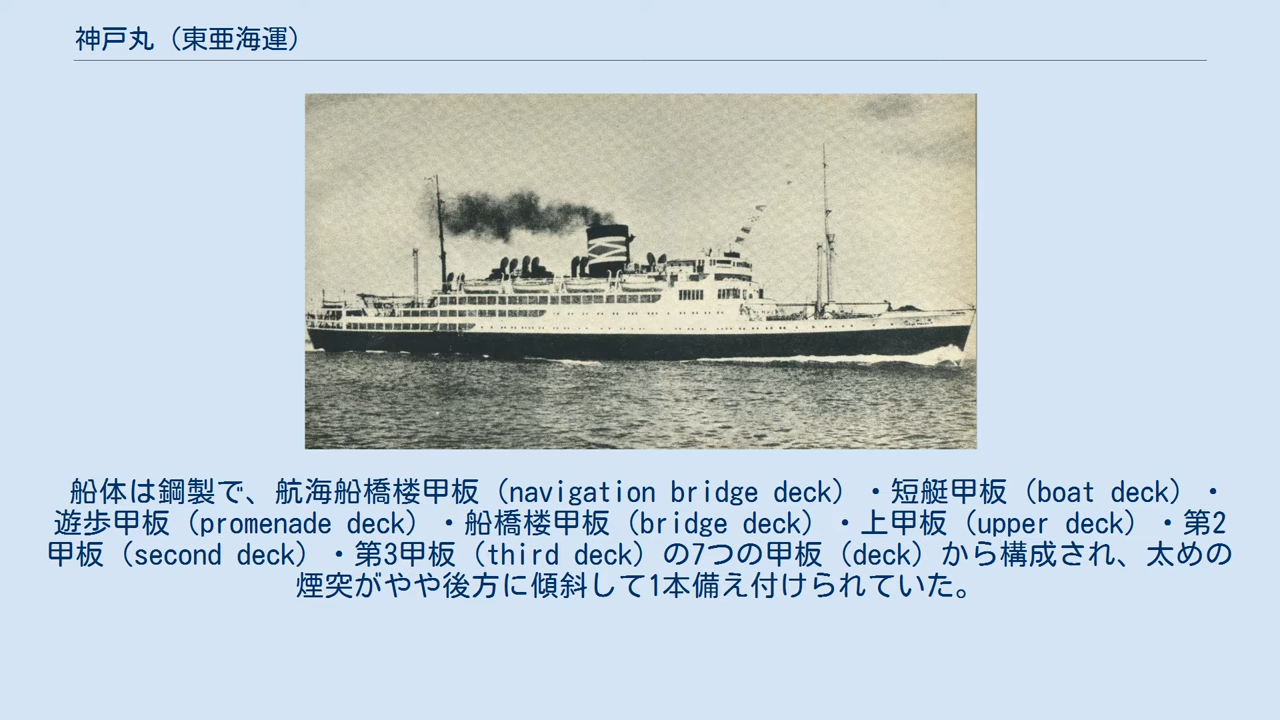 神戸丸（東亜海運）
船体は鋼製で、航海船橋楼甲板（navigation bridge deck）・短艇甲板（boat deck）・
遊歩甲板（promenade deck）・船橋楼甲板（bridge deck）・上甲板（upper deck）・第2
甲板（second deck）・第3甲板（third deck）の7つの甲板（deck）から構成され、太めの
煙突がやや後方に傾斜して1本備え付けられていた。